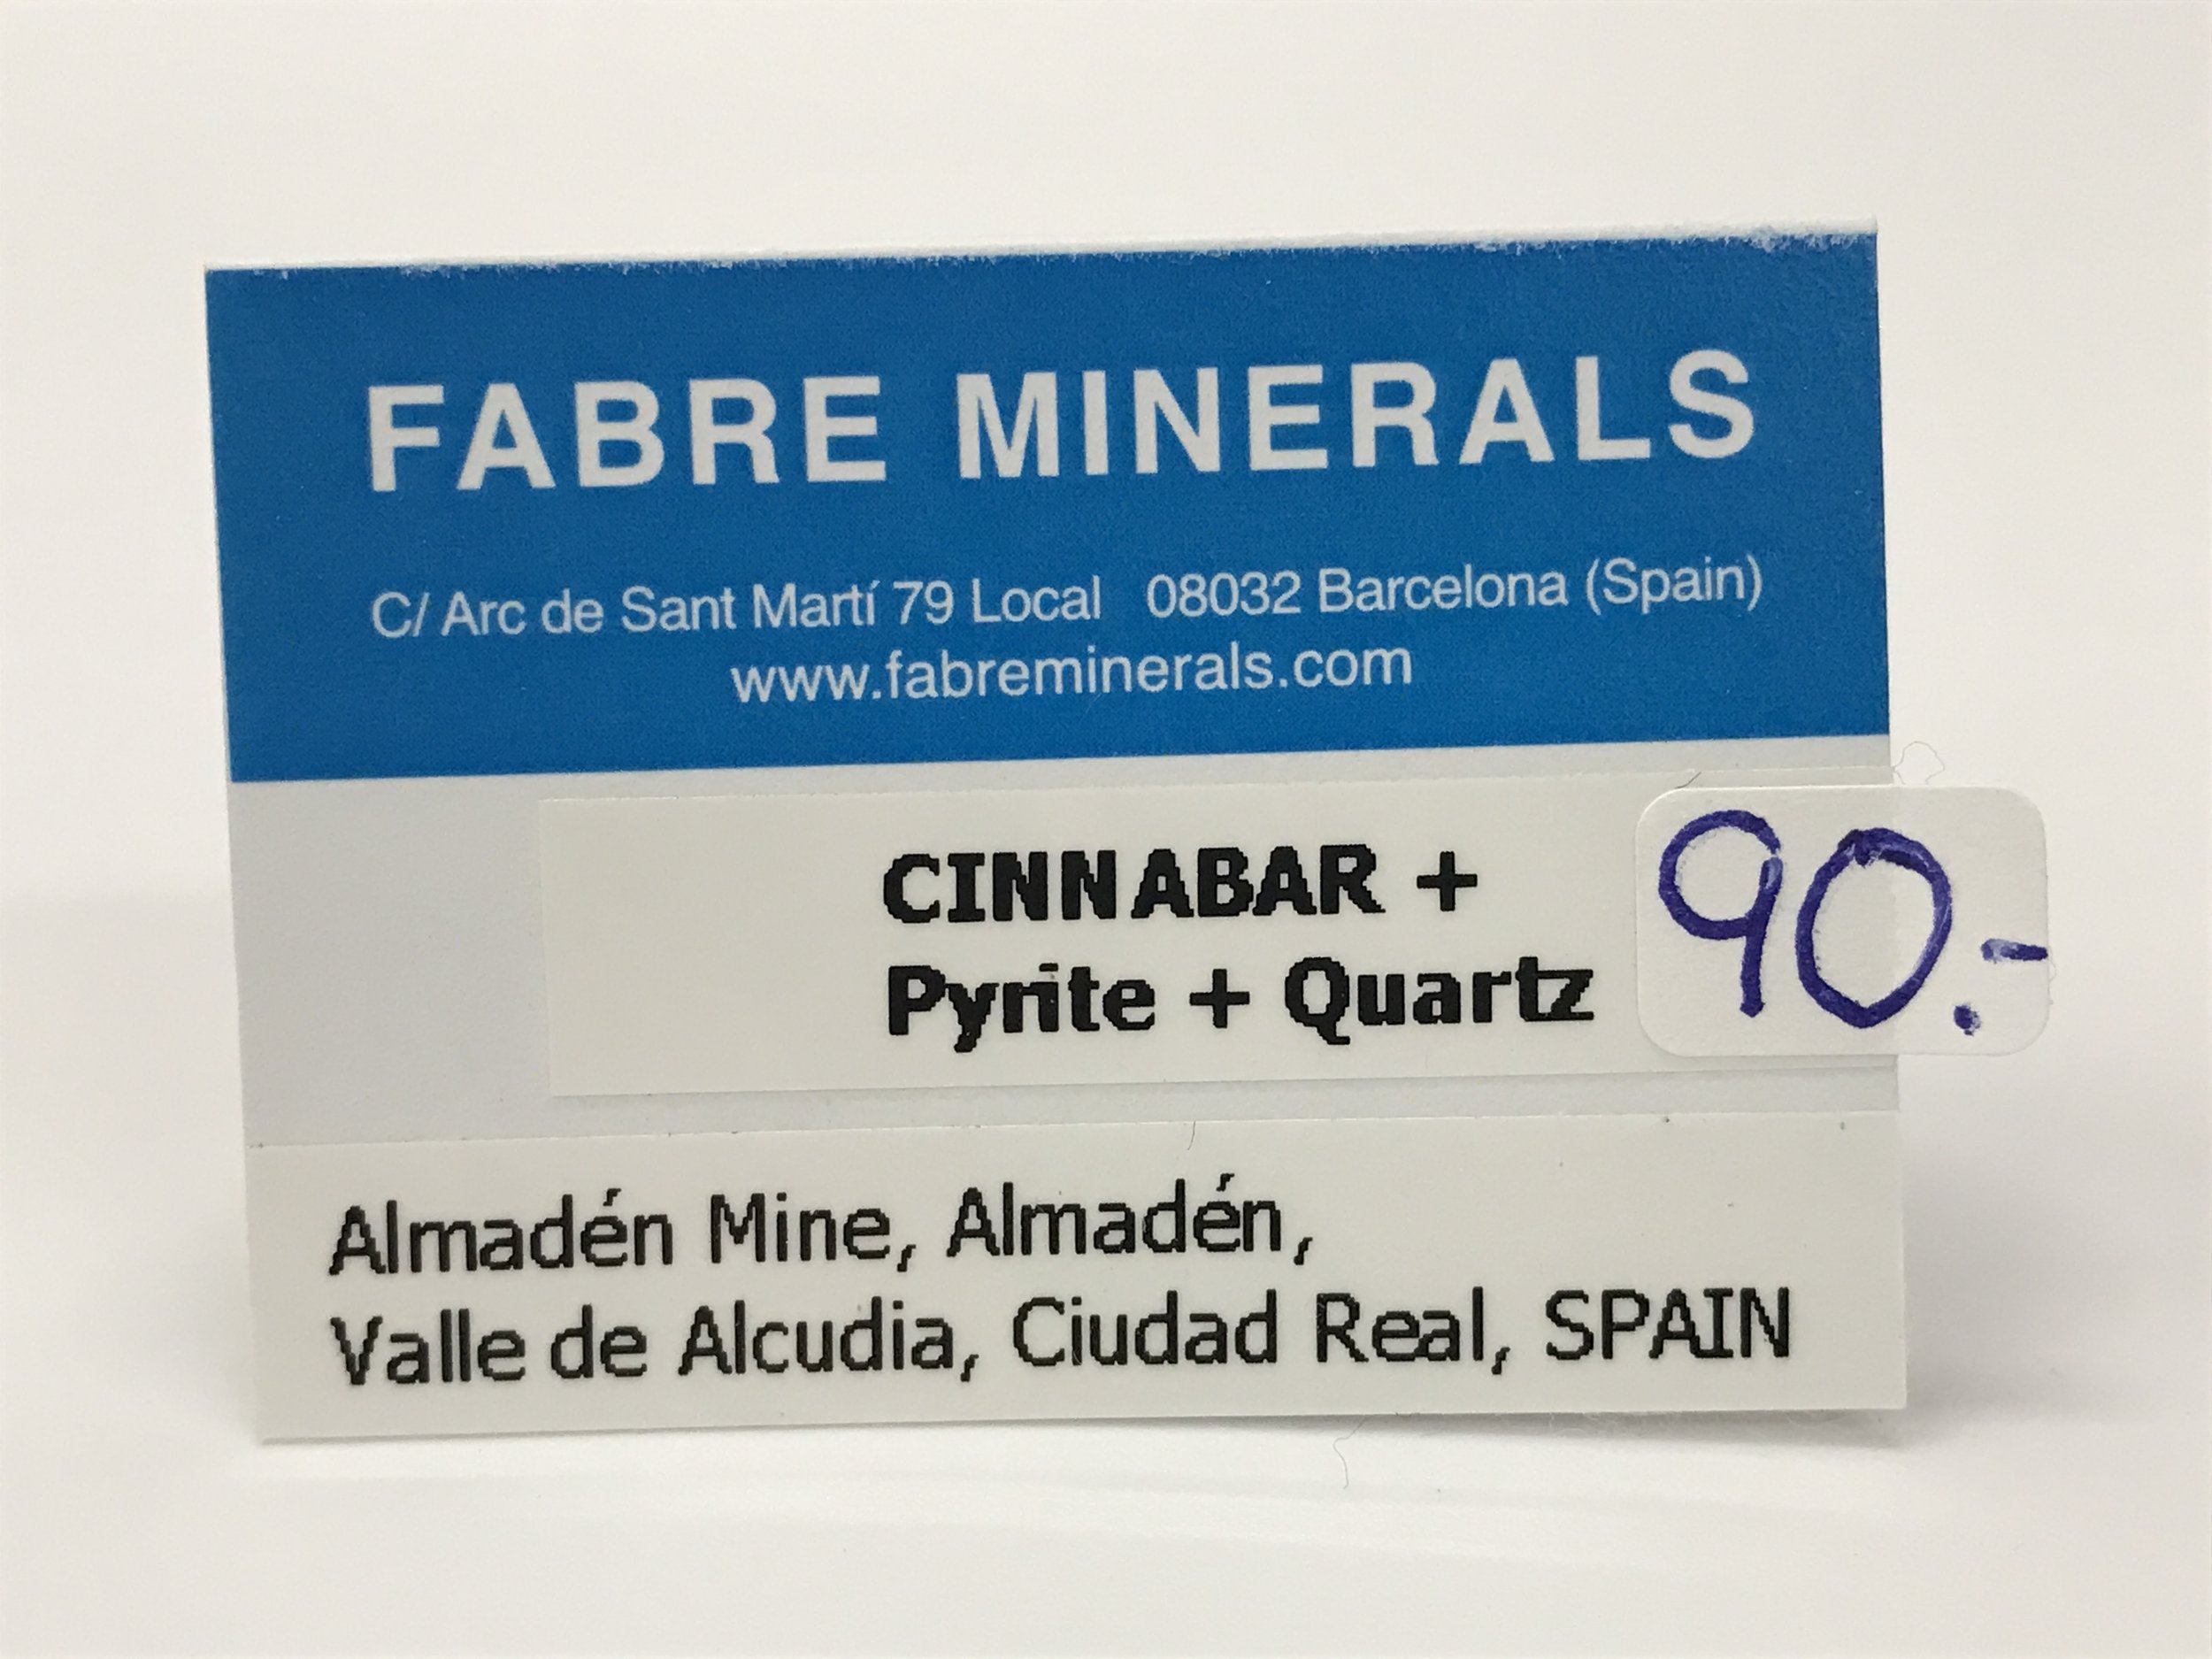 FABRE MINERALS
C/ Arc de Sant Martí 79 Local 08032 Barcelona (Spain)
www.fabreminerals.com
CINNABAR +
Pyrite + Quartz
90.-
Almadén Mine, Almadén,
Valle de Alcudia, Ciudad Real, SPAIN